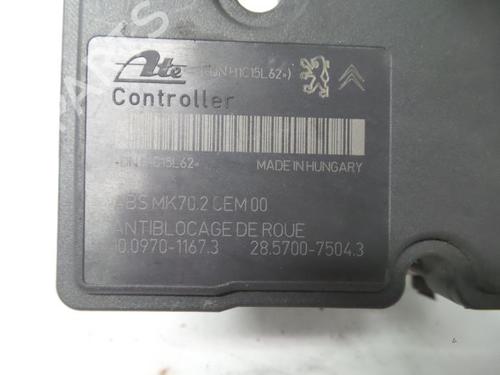 Ate
Controller
MADE IN HUNGARY
ABS MK70.2 CEM 00
ANTIBLOCAGE DE ROUE
10.0970-1167.3 28.5700-7504.3